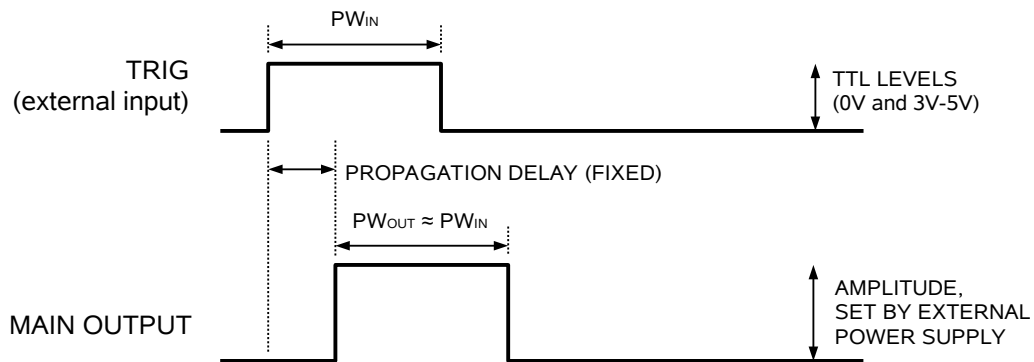 PWIN
TRIG
(external input)
TTL LEVELS
(0V and 3V-5V)
PROPAGATION DELAY (FIXED)
PWOUT ≈ PWIN
MAIN OUTPUT
AMPLITUDE,
SET BY EXTERNAL
POWER SUPPLY